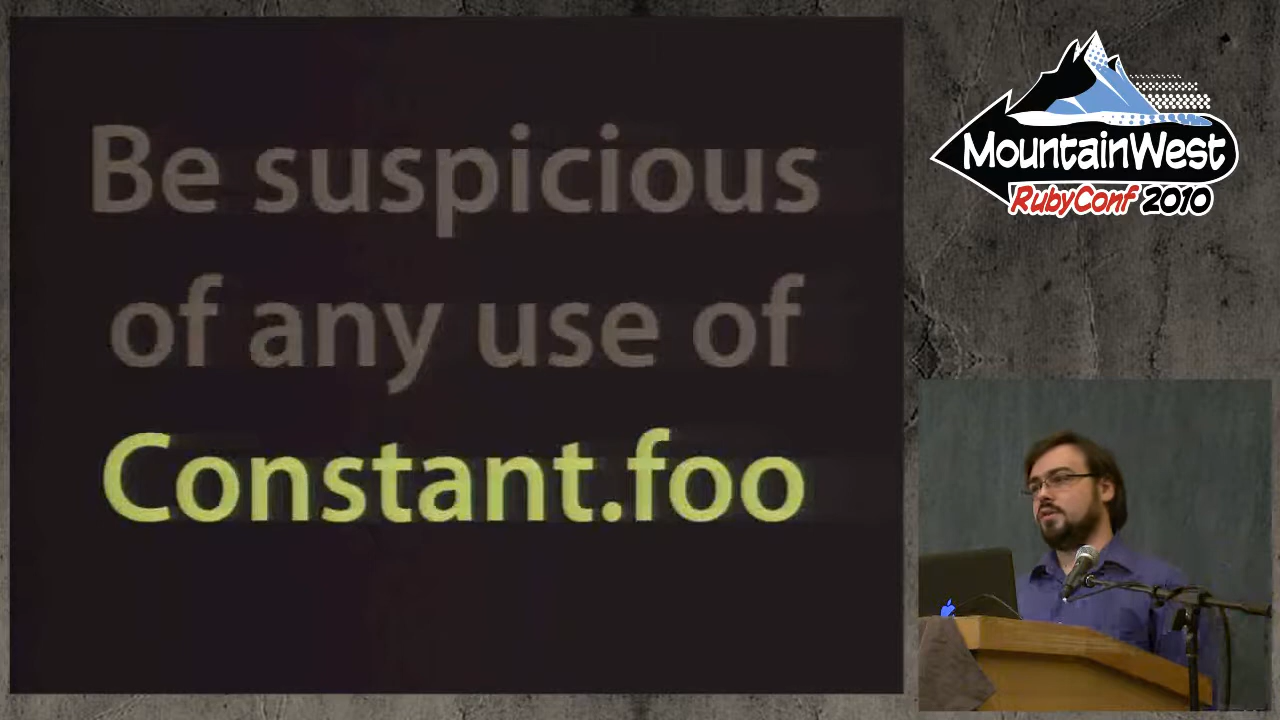 Be suspicious
of any use of
Constant.foo
MountainWest
RubyConf 2010